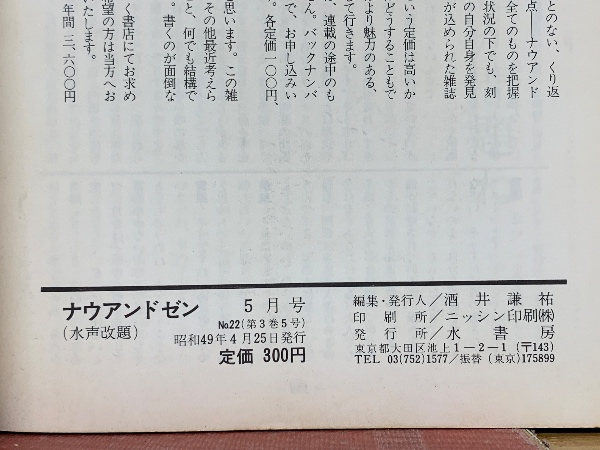 とのない、くり返
点――ナウアンド
全てのものを把握
状況の下でも、刻
の自分自身を発見
が込められた雑誌
いう定価は高いか
どうすることもで
より魅力のある、
て行きます。
、連載の途中のも
ん。バックナンバ
で、お申し込みい
。各定価一〇〇円、
思います。この雑
その他最近考えら
と、何でも結構で
。書くのが面倒な
く書店にてお求め
望の方は当方へお
たします。
年間 三、六〇〇円
ナウアンドゼン
(水声改題)
5月号
No.22(第3巻5号)
昭和49年4月25日発行
定価 300円
編集・発行人／酒井謙祐
印刷所／ニッシン印刷㈱
発行所／水書房
東京都大田区池上1－2－1(〒143)
TEL 03(752)1577／振替(東京)175899